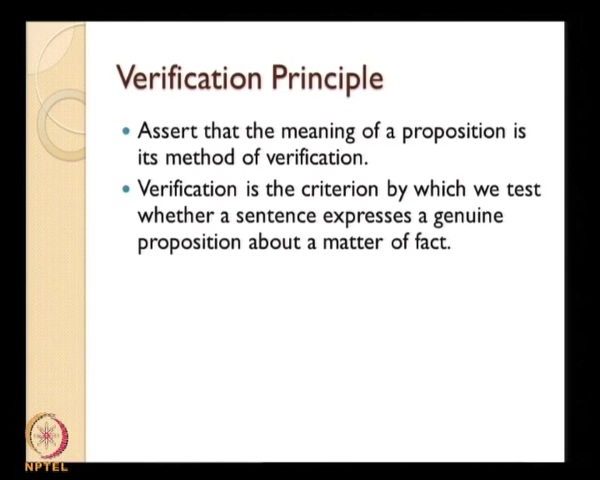 Verification Principle
• Assert that the meaning of a proposition is
its method of verification.
• Verification is the criterion by which we test
whether a sentence expresses a genuine
proposition about a matter of fact.
NPTEL